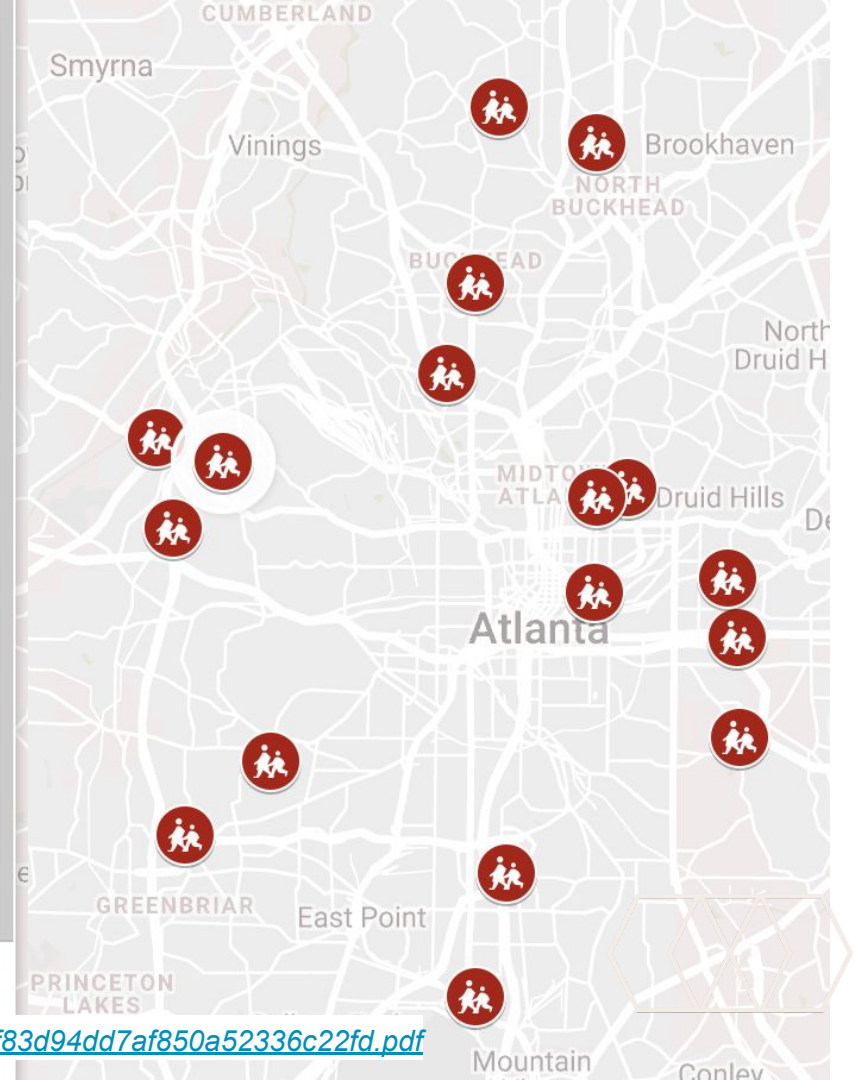 CUMBERLAND
Smyrna
Vinings
Brookhaven
NORTH
BUCKHEAD
North
Druid H
Druid Hills
Atlanta
GREENBRIAR
East Point
PRINCETON
LAKES
f83d94dd7af850a52336c22fd.pdf
Mountain
Conley